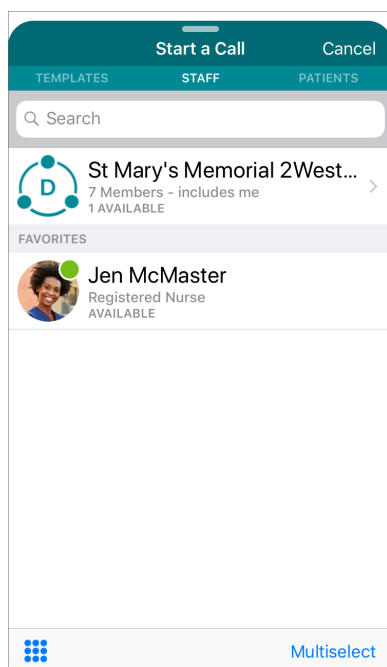 Start a Call
Cancel
TEMPLATES
STAFF
PATIENTS
Search
D
St Mary's Memorial 2West...
7 Members - includes me
1 AVAILABLE
FAVORITES
Jen McMaster
Registered Nurse
AVAILABLE
Multiselect